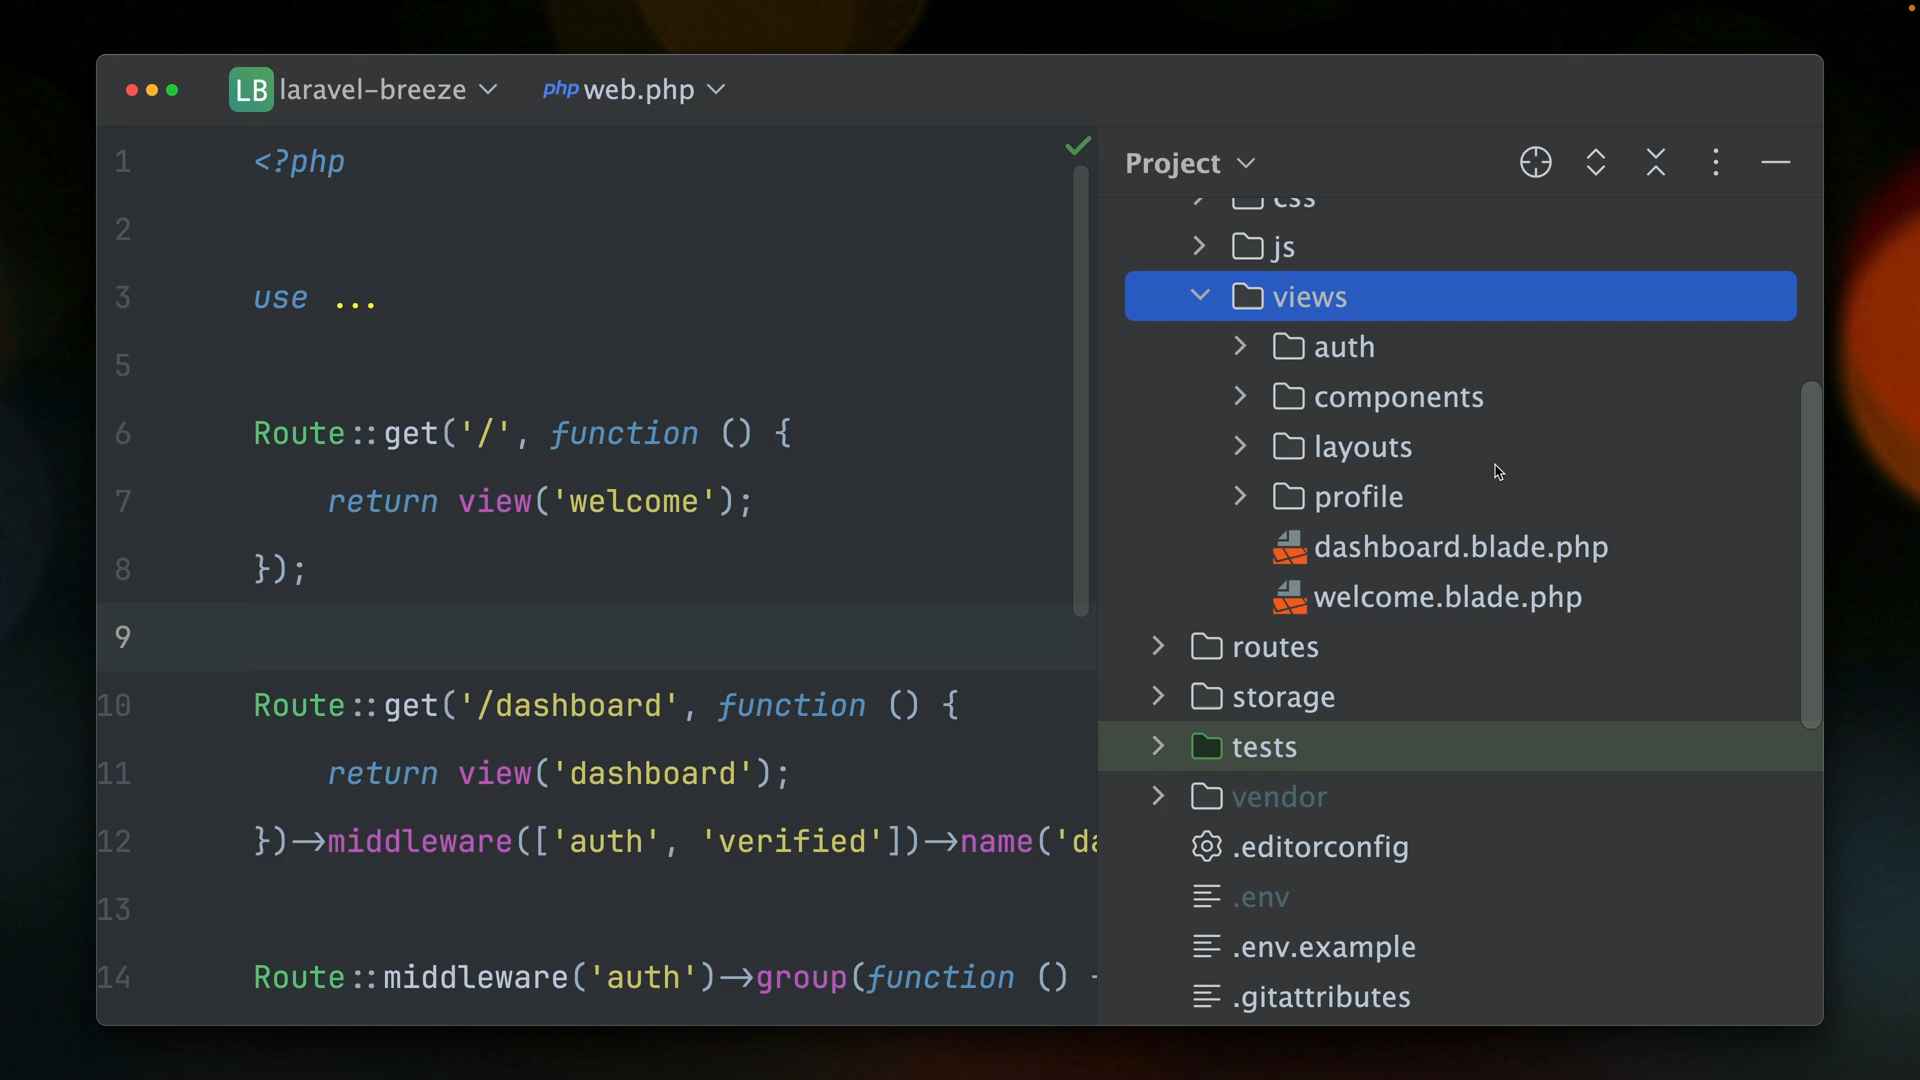 LB laravel-breeze php web.php
1 <?php
2
3 use ...
5
6 Route::get('/', function () {
7 return view('welcome');
8 });
9
10 Route::get('/dashboard', function () {
11 return view('dashboard');
12 })->middleware(['auth', 'verified'])->name('da
13
14 Route::middleware('auth')->group(function () {
Project
css
js
views
auth
components
layouts
profile
dashboard.blade.php
welcome.blade.php
routes
storage
tests
vendor
.editorconfig
.env
.env.example
.gitattributes